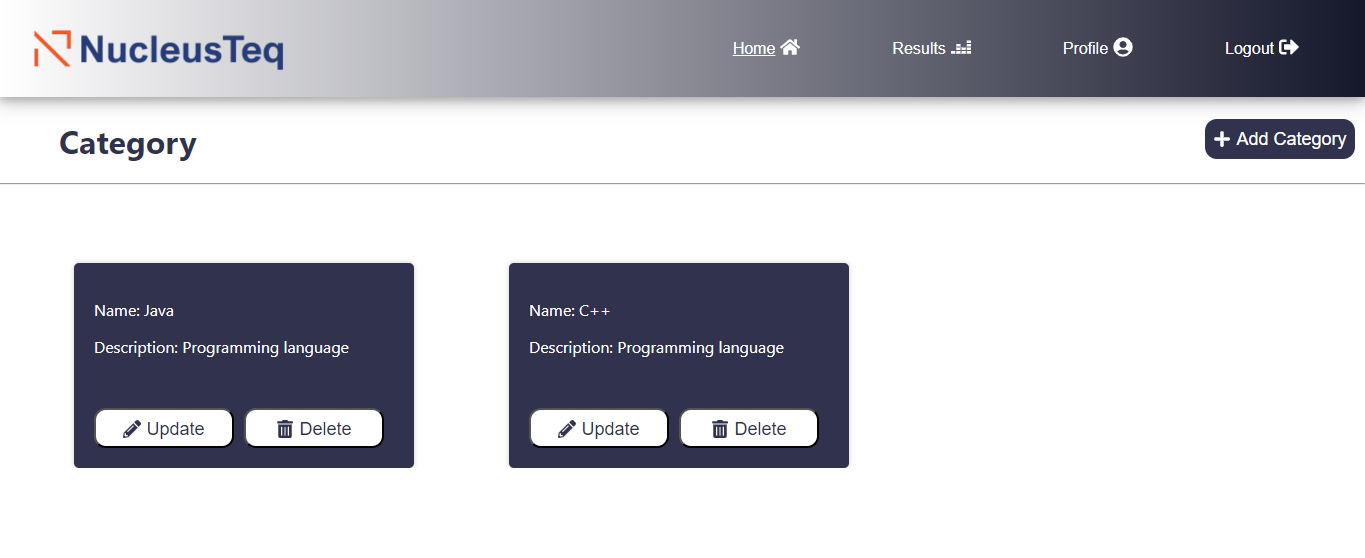 NucleusTeq
Home
Results
Profile
Logout
Category
Add Category
Name: Java
Description: Programming language
Update
Delete
Name: C++
Description: Programming language
Update
Delete